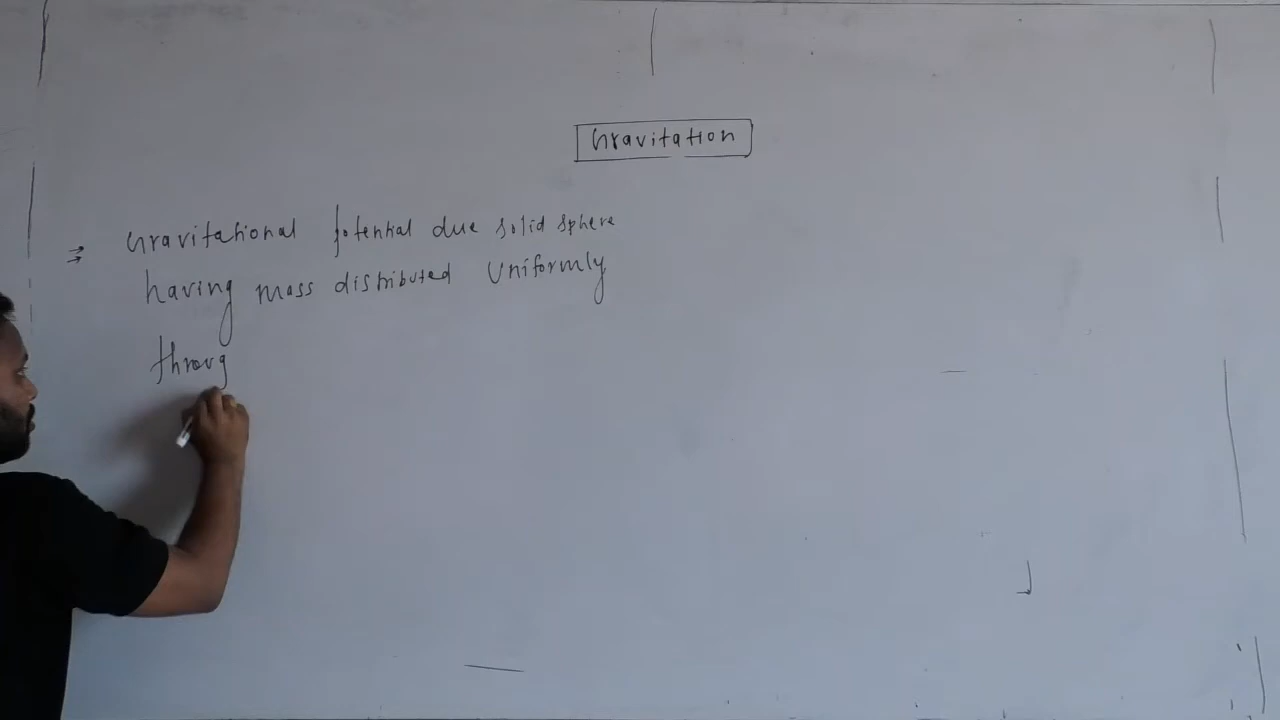 Gravitation
⇒ Gravitational potential due solid sphere
having mass distributed Uniformly
throug